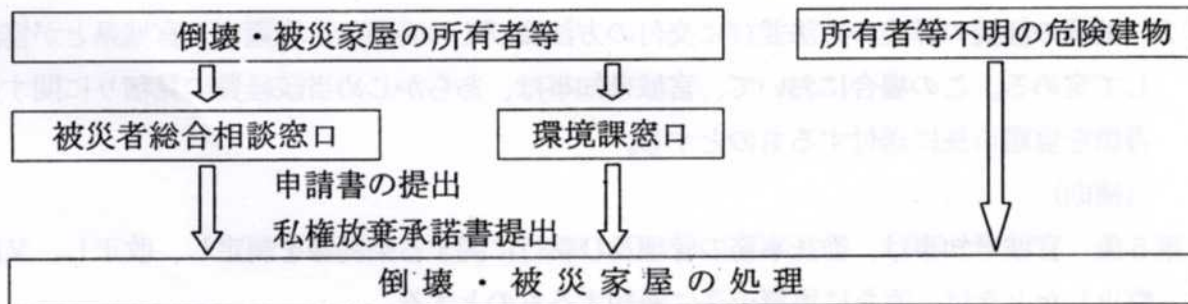 倒壊・被災家屋の所有者等
所有者等不明の危険建物
被災者総合相談窓口
環境課窓口
申請書の提出
私権放棄承諾書提出
倒壊・被災家屋の処理